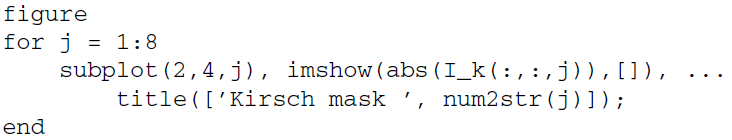 figure
for j = 1:8
    subplot(2,4,j), imshow(abs(I_k(:,:,j)),[]), ...
        title([’Kirsch mask ’, num2str(j)]);
end